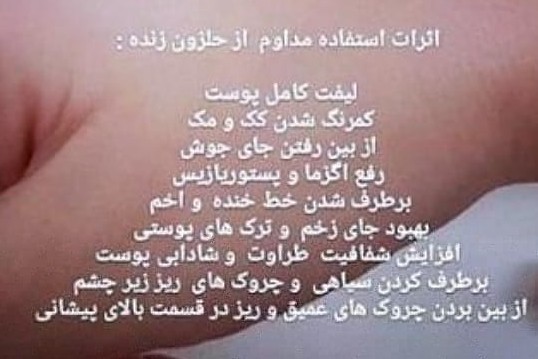 اثرات استفاده مداوم از حلزون زنده :
لیفت کامل پوست
کمرنگ شدن کک و مک
از بین رفتن جای جوش
رفع اگزما و پستوریازیس
برطرف شدن خط خنده و اخم
بهبود جای زخم و ترک های پوستی
افزایش شفافیت طراوت و شادابی پوست
برطرف کردن سیاهی و چروک های ریز زیر چشم
از بین بردن چروک های عمیق و ریز در قسمت بالای پیشانی